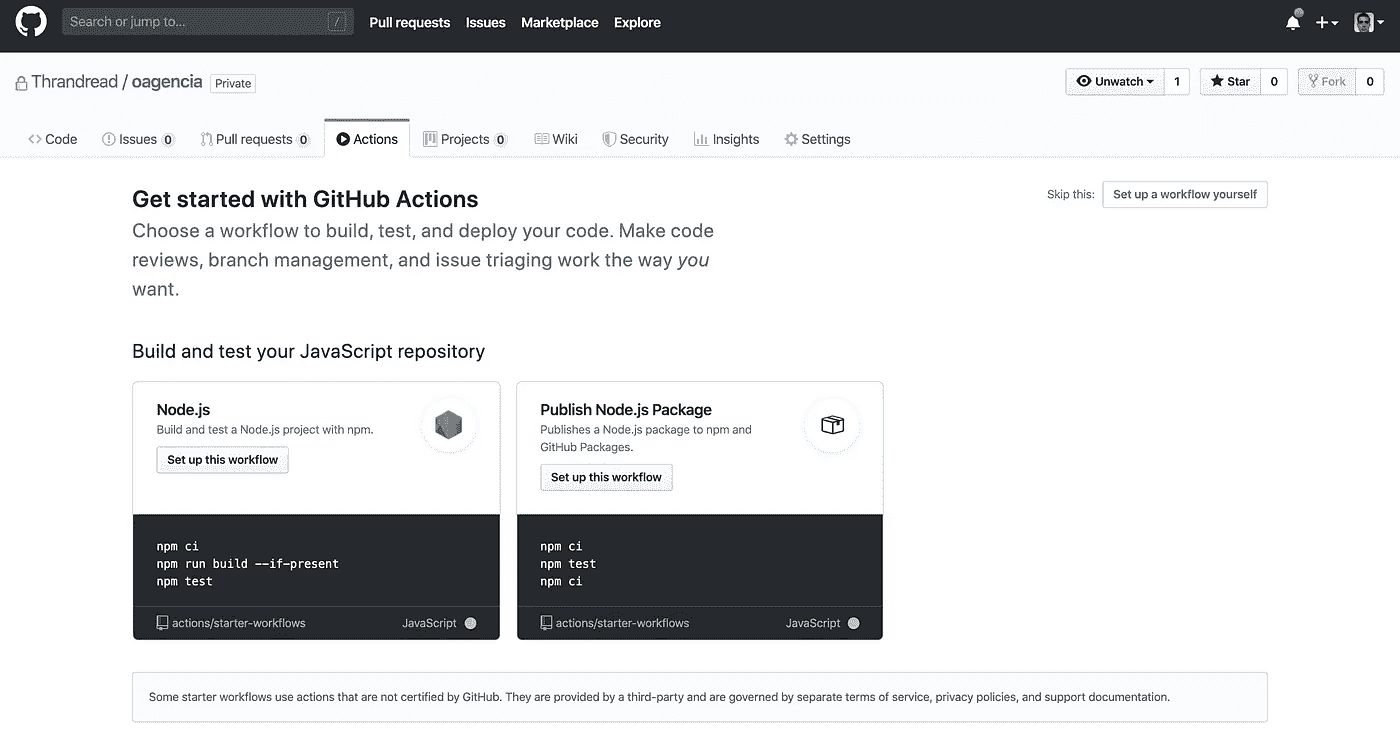 Search or jump to... /
Pull requests Issues Marketplace Explore
Thrandread / oagencia Private
Unwatch 1 Star 0 Fork 0
Code Issues 0 Pull requests 0 Actions Projects 0 Wiki Security Insights Settings
Get started with GitHub Actions
Skip this: Set up a workflow yourself
Choose a workflow to build, test, and deploy your code. Make code
reviews, branch management, and issue triaging work the way you
want.
Build and test your JavaScript repository
Node.js
Build and test a Node.js project with npm.
Set up this workflow
npm ci
npm run build --if-present
npm test
actions/starter-workflows JavaScript
Publish Node.js Package
Publishes a Node.js package to npm and
GitHub Packages.
Set up this workflow
npm ci
npm test
npm ci
actions/starter-workflows JavaScript
Some starter workflows use actions that are not certified by GitHub. They are provided by a third-party and are governed by separate terms of service, privacy policies, and support documentation.